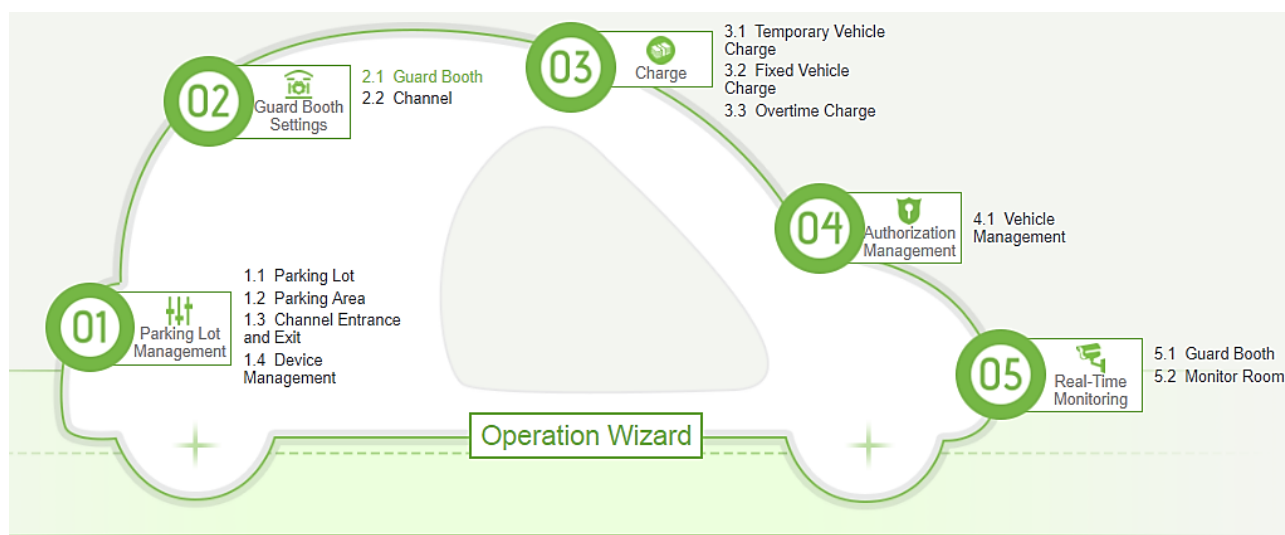 01
Parking Lot
Management
1.1 Parking Lot
1.2 Parking Area
1.3 Channel Entrance
and Exit
1.4 Device
Management
02
Guard Booth
Settings
2.1 Guard Booth
2.2 Channel
03
Charge
3.1 Temporary Vehicle
Charge
3.2 Fixed Vehicle
Charge
3.3 Overtime Charge
04
Authorization
Management
4.1 Vehicle
Management
05
Real-Time
Monitoring
5.1 Guard Booth
5.2 Monitor Room
Operation Wizard